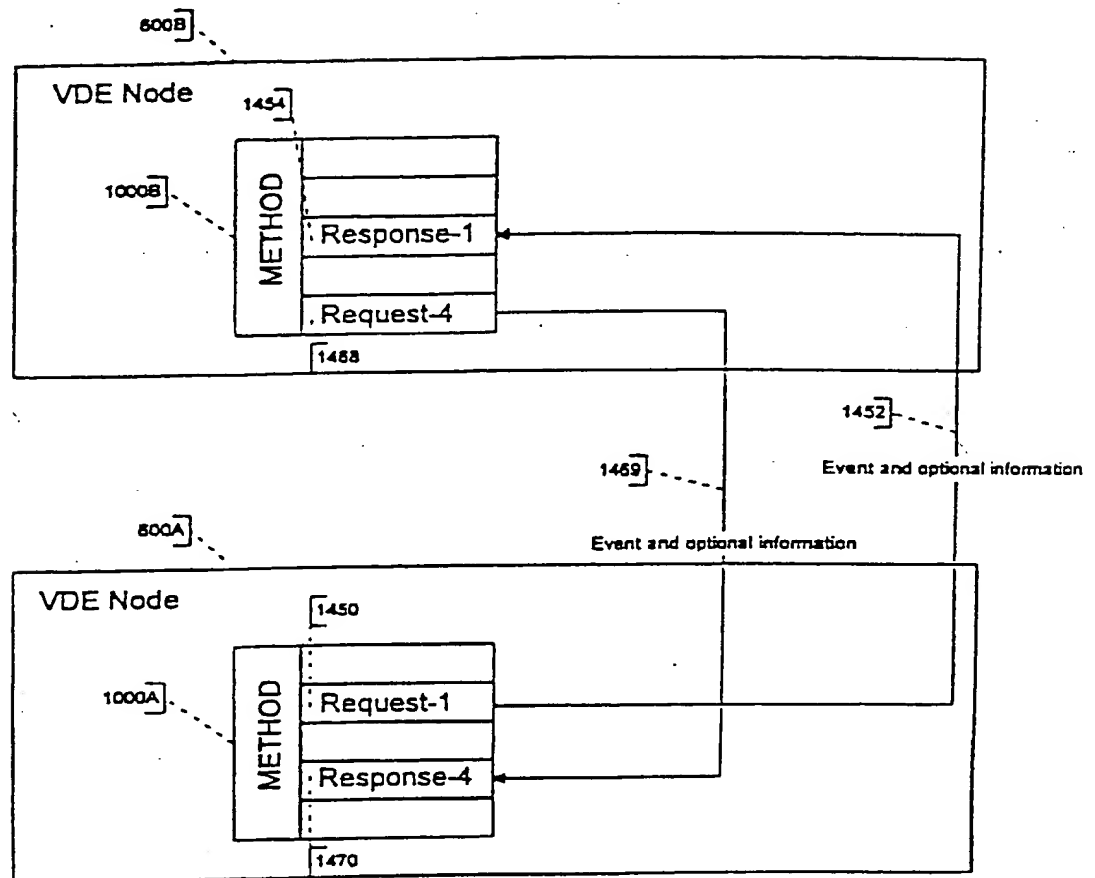 600B
VDE Node
1454
1000B
METHOD
Response-1
Request-4
1468
1452
Event and optional information
1469
Event and optional information
600A
VDE Node
1450
1000A
METHOD
Request-1
Response-4
1470